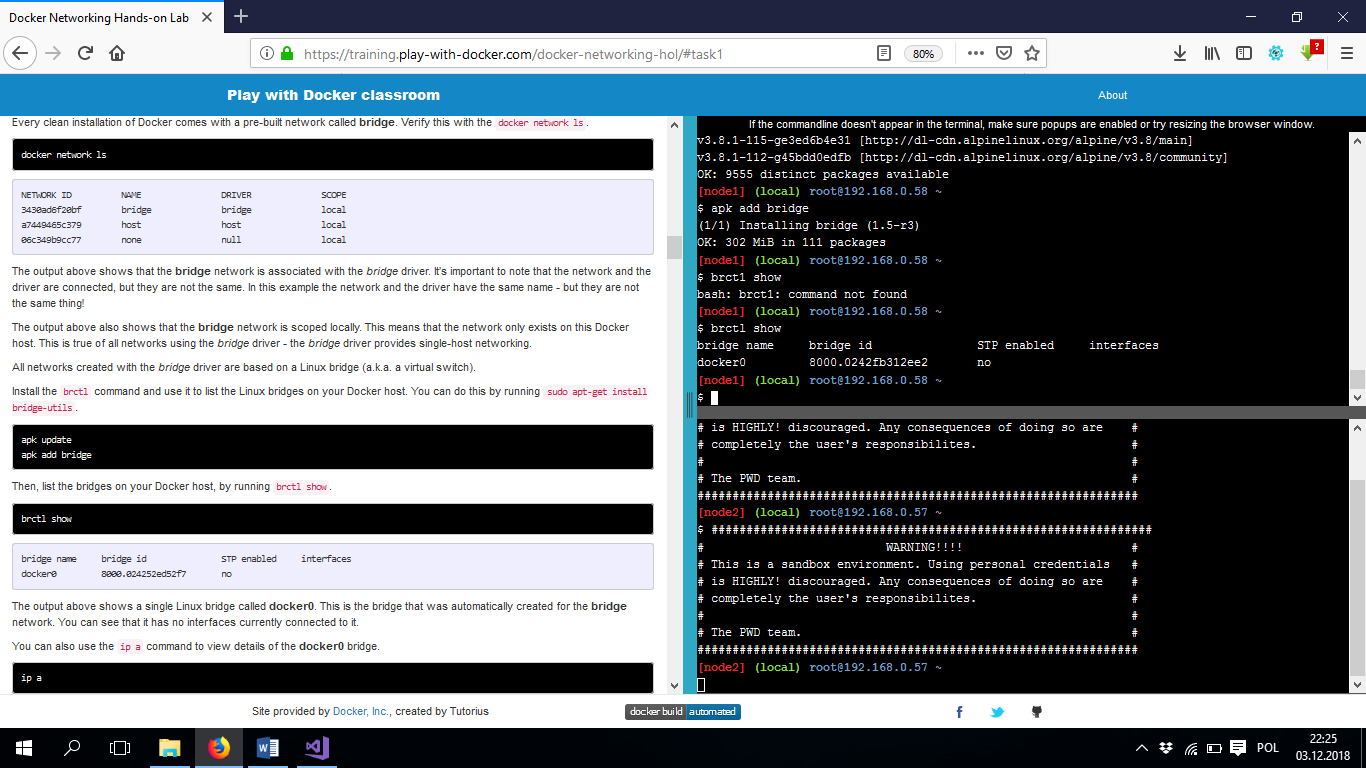 Docker Networking Hands-on Lab
https://training.play-with-docker.com/docker-networking-hol/#task1
80%
?
Play with Docker classroom
About
Every clean installation of Docker comes with a pre-built network called bridge. Verify this with the docker network ls.
docker network ls
NETWORK ID NAME DRIVER SCOPE
3430ad6f20bf bridge bridge local
a7449465c379 host host local
06c349b9cc77 none null local
The output above shows that the bridge network is associated with the bridge driver. It's important to note that the network and the
driver are connected, but they are not the same. In this example the network and the driver have the same name - but they are not
the same thing!
The output above also shows that the bridge network is scoped locally. This means that the network only exists on this Docker
host. This is true of all networks using the bridge driver - the bridge driver provides single-host networking.
All networks created with the bridge driver are based on a Linux bridge (a.k.a. a virtual switch).
Install the brctl command and use it to list the Linux bridges on your Docker host. You can do this by running sudo apt-get install
bridge-utils.
apk update
apk add bridge
Then, list the bridges on your Docker host, by running brctl show.
brctl show
bridge name bridge id STP enabled interfaces
docker0 8000.024252ed52f7 no
The output above shows a single Linux bridge called docker0. This is the bridge that was automatically created for the bridge
network. You can see that it has no interfaces currently connected to it.
You can also use the ip a command to view details of the docker0 bridge.
ip a
If the commandline doesn't appear in the terminal, make sure popups are enabled or try resizing the browser window.
v3.8.1-115-ge3ed6b4e31 [http://dl-cdn.alpinelinux.org/alpine/v3.8/main]
v3.8.1-112-g45bdd0edfb [http://dl-cdn.alpinelinux.org/alpine/v3.8/community]
OK: 9555 distinct packages available
[node1] (local) root@192.168.0.58 ~
$ apk add bridge
(1/1) Installing bridge (1.5-r3)
OK: 302 MiB in 111 packages
[node1] (local) root@192.168.0.58 ~
$ brct1 show
bash: brct1: command not found
[node1] (local) root@192.168.0.58 ~
$ brctl show
bridge name bridge id STP enabled interfaces
docker0 8000.0242fb312ee2 no
[node1] (local) root@192.168.0.58 ~
$
# is HIGHLY! discouraged. Any consequences of doing so are #
# completely the user's responsibilites. #
# #
# The PWD team. #
###############################################################
[node2] (local) root@192.168.0.57 ~
$ ###############################################################
# WARNING!!!! #
# This is a sandbox environment. Using personal credentials #
# is HIGHLY! discouraged. Any consequences of doing so are #
# completely the user's responsibilites. #
# #
# The PWD team. #
###############################################################
[node2] (local) root@192.168.0.57 ~
Site provided by Docker, Inc., created by Tutorius
docker build automated
POL
22:25
03.12.2018